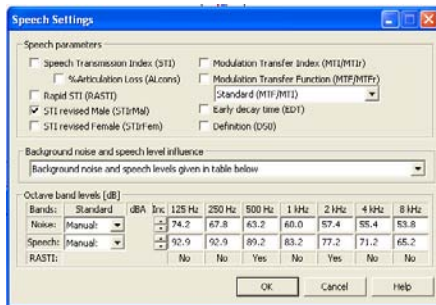 Speech Settings
Speech parameters
Speech Transmission Index (STI)
Modulation Transfer Index (MTI/MTIr)
%Articulation Loss (ALcons)
Modulation Transfer Function (MTF/MTFr)
Rapid STI (RASTI)
Standard (MTF/MTI)
STI revised Male (STIrMal)
Early decay time (EDT)
STI revised Female (STIrFem)
Definition (D50)
Background noise and speech level influence
Background noise and speech levels given in table below
Octave band levels [dB]
Bands: Standard dBA Inc 125 Hz 250 Hz 500 Hz 1 kHz 2 kHz 4 kHz 8 kHz
Noise: Manual: 74.2 67.8 63.2 60.0 57.4 55.4 53.8
Speech: Manual: 92.9 92.9 89.2 83.2 77.2 71.2 65.2
RASTI: No No Yes No Yes No No
OK Cancel Help